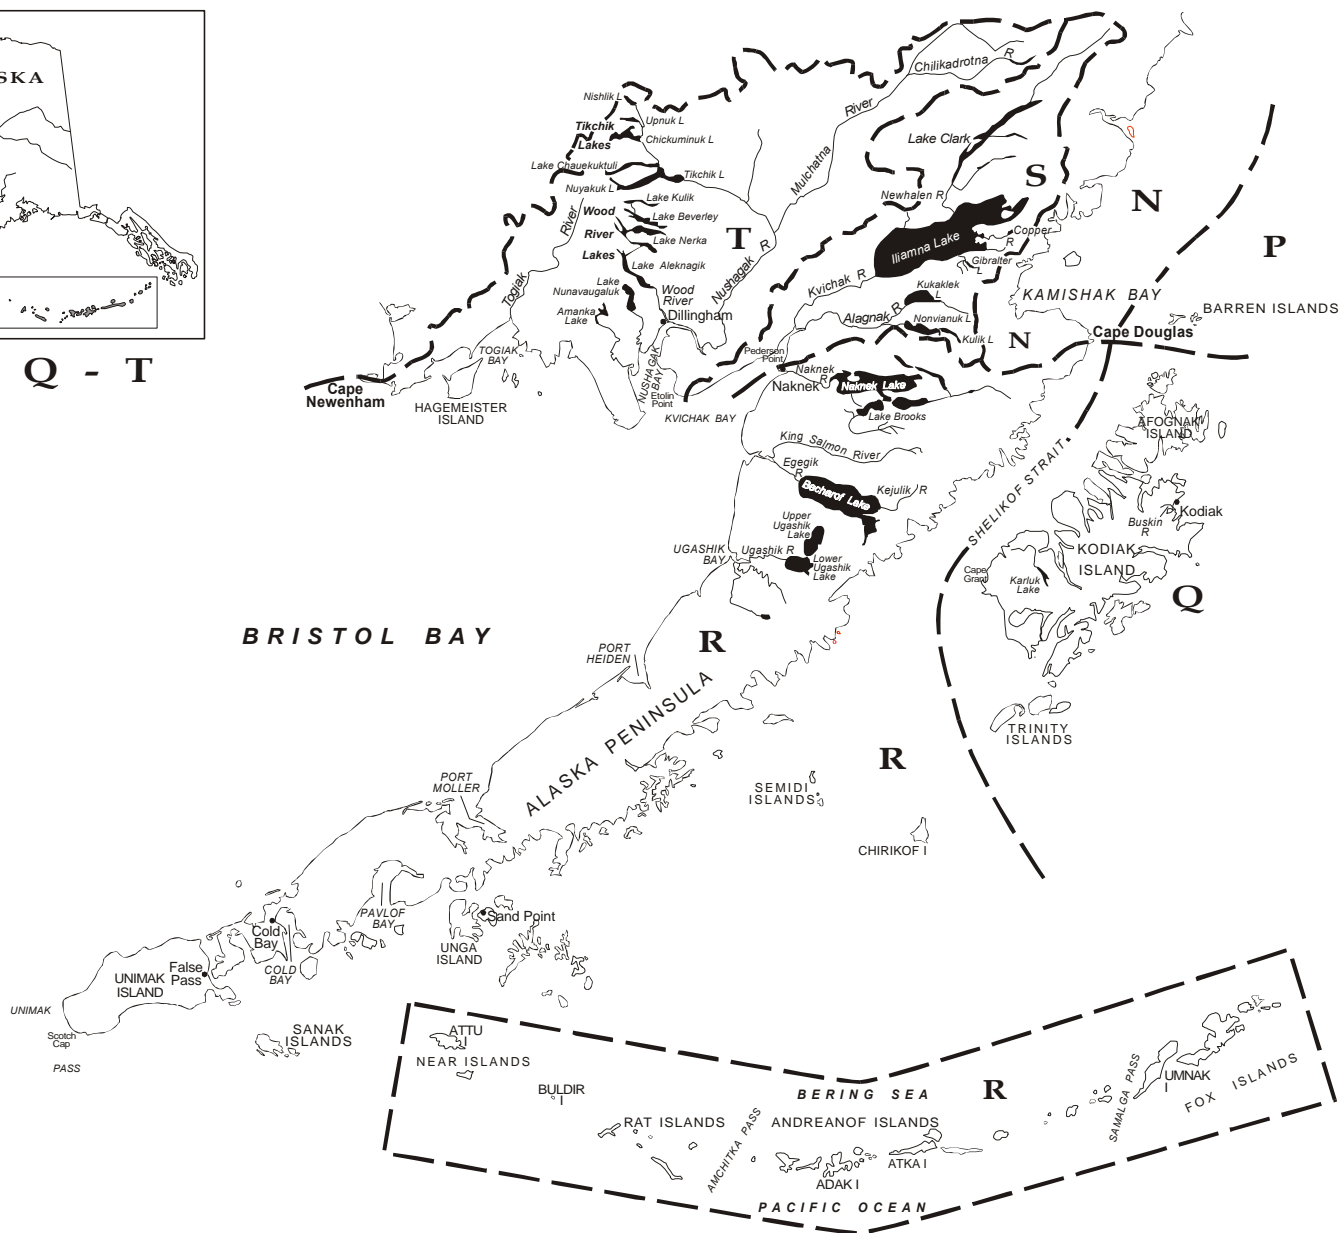 SKA
Q - T
Chilikadrotna R
Nishlik L
Upnuk L
Tikchik
Lakes
Chickuminuk L
Lake Chauekuktuli
Tikchik L
Nuyakuk L
Lake Kulik
Wood
River
Lakes
Lake Beverley
Lake Nerka
Lake Aleknagik
Lake
Nunavaugaluk
Amanka
Lake
Wood
River
Dillingham
Togiak River
Mulchatna River
Nushagak R
Lake Clark
Newhalen R
Iliamna Lake
Copper
R
Gibralter
L
Kvichak R
Kukaklek
L
Alagnak R
Nonvianuk L
Kulik L
T
S
N
N
P
KAMISHAK BAY
BARREN ISLANDS
Cape Douglas
Pederson
Point
TOGIAK
BAY
NUSHAGAK
BAY
Etolin
Point
KVICHAK BAY
Cape
Newenham
HAGEMEISTER
ISLAND
Naknek
R
Naknek
Naknek Lake
Lake Brooks
King Salmon River
Egegik
R
Becharof Lake
Kejulik R
Upper
Ugashik
Lake
UGASHIK
BAY
Ugashik R
Lower
Ugashik
Lake
SHELIKOF STRAIT
AFOGNAK
ISLAND
Kodiak
Buskin
R
KODIAK
ISLAND
Cape
Grant
Karluk
Lake
Q
BRISTOL BAY
PORT
HEIDEN
R
ALASKA PENINSULA
TRINITY
ISLANDS
R
SEMIDI
ISLANDS
CHIRIKOF I
PORT
MOLLER
PAVLOF
BAY
Sand Point
UNGA
ISLAND
Cold
Bay
COLD
BAY
False
Pass
UNIMAK
ISLAND
UNIMAK
Scotch
Cap
PASS
SANAK
ISLANDS
ATTU
I
NEAR ISLANDS
BULDIR
I
RAT ISLANDS
AMCHITKA PASS
BERING SEA
R
ANDREANOF ISLANDS
ATKA I
ADAK I
PACIFIC OCEAN
SAMALGA PASS
UMNAK
I
FOX ISLANDS